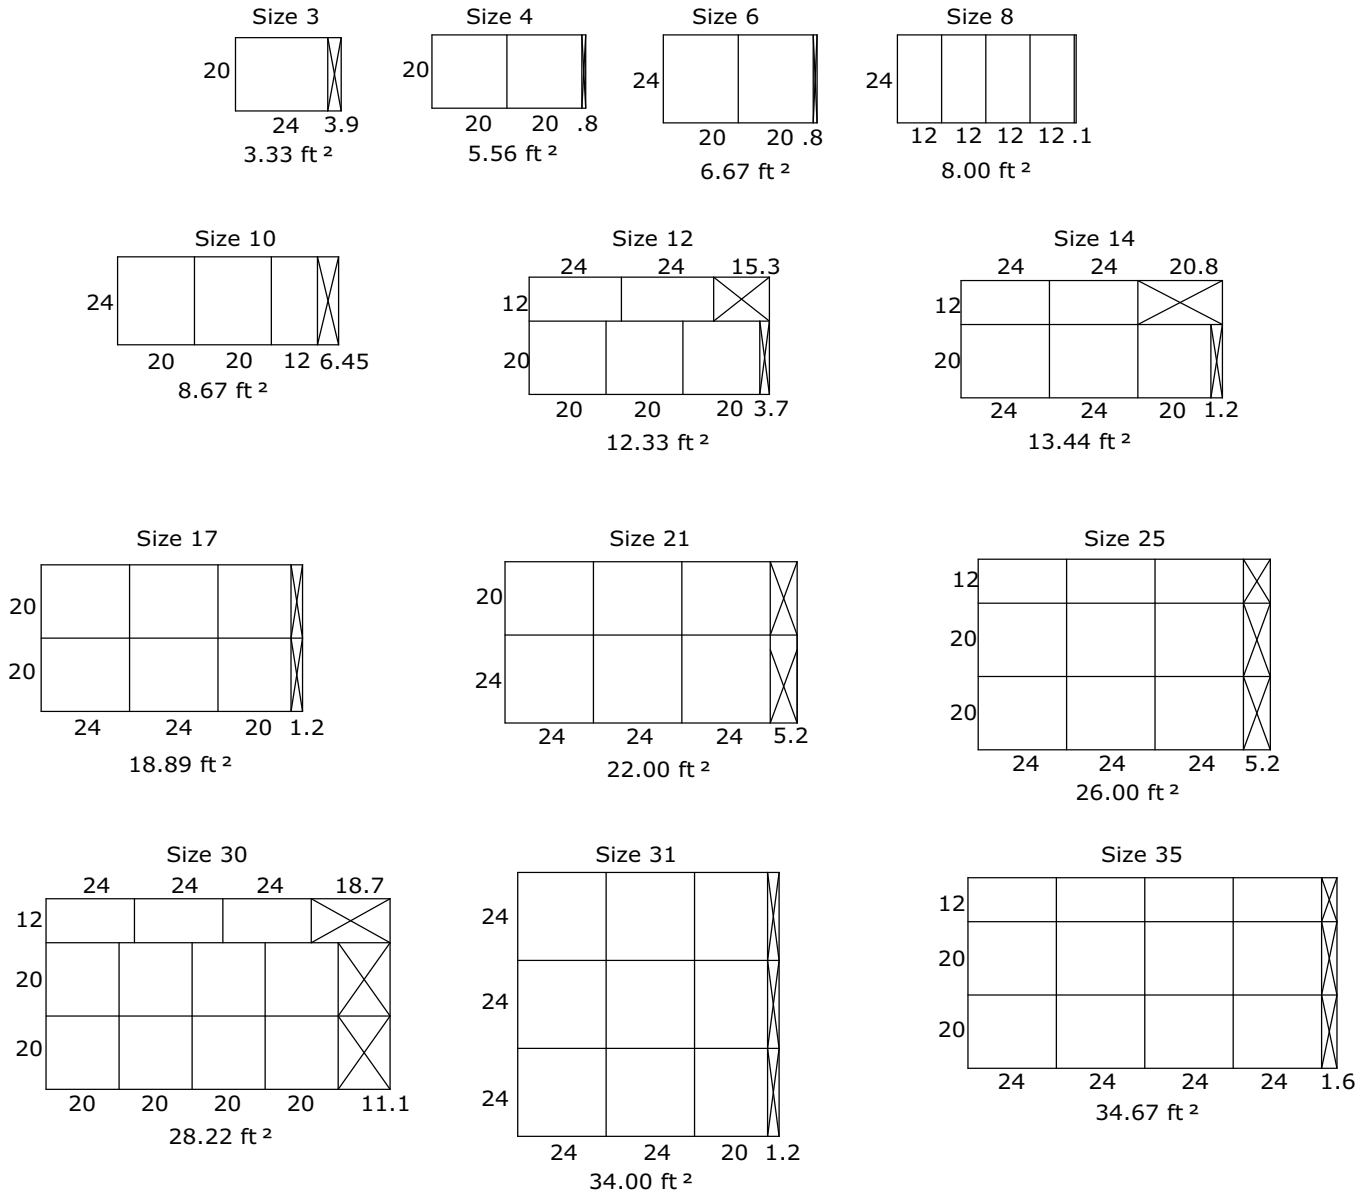 Size 3
20
24 3.9
3.33 ft ²
Size 4
20
20 20 .8
5.56 ft ²
Size 6
24
20 20 .8
6.67 ft ²
Size 8
24
12 12 12 12 .1
8.00 ft ²
Size 10
24
20 20 12 6.45
8.67 ft ²
Size 12
24 24 15.3
12
20
20 20 20 3.7
12.33 ft ²
Size 14
24 24 20.8
12
20
24 24 20 1.2
13.44 ft ²
Size 17
20
20
24 24 20 1.2
18.89 ft ²
Size 21
20
24
24 24 24 5.2
22.00 ft ²
Size 25
12
20
20
24 24 24 5.2
26.00 ft ²
Size 30
24 24 24 18.7
12
20
20
20 20 20 20 11.1
28.22 ft ²
Size 31
24
24
24
24 24 20 1.2
34.00 ft ²
Size 35
12
20
20
24 24 24 24 1.6
34.67 ft ²